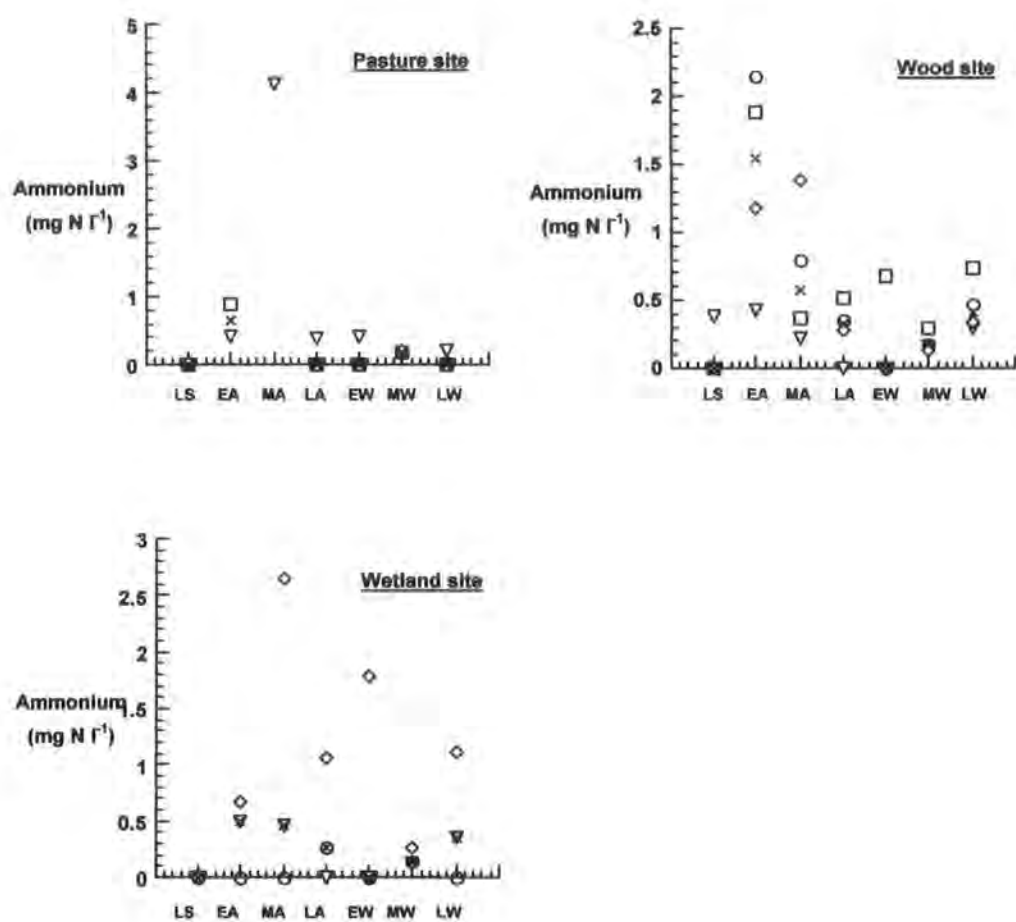 5
4
3
2
1
0
Pasture site
Ammonium
(mg N l⁻¹)
LS EA MA LA EW MW LW
2.5
2
1.5
1
0.5
0
Wood site
Ammonium
(mg N l⁻¹)
LS EA MA LA EW MW LW
3
2.5
2
1.5
1
0.5
0
Wetland site
Ammonium
(mg N l⁻¹)
LS EA MA LA EW MW LW